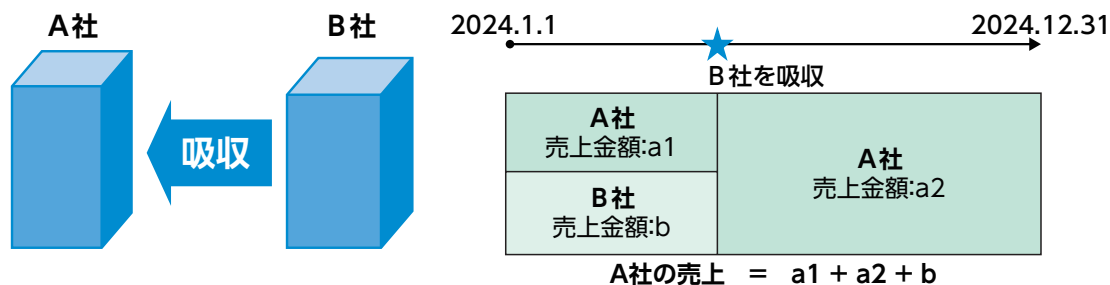 A社
B社
吸収
2024.1.1
2024.12.31
B社を吸収
A社
売上金額:a1
B社
売上金額:b
A社
売上金額:a2
A社の売上 = a1 + a2 + b